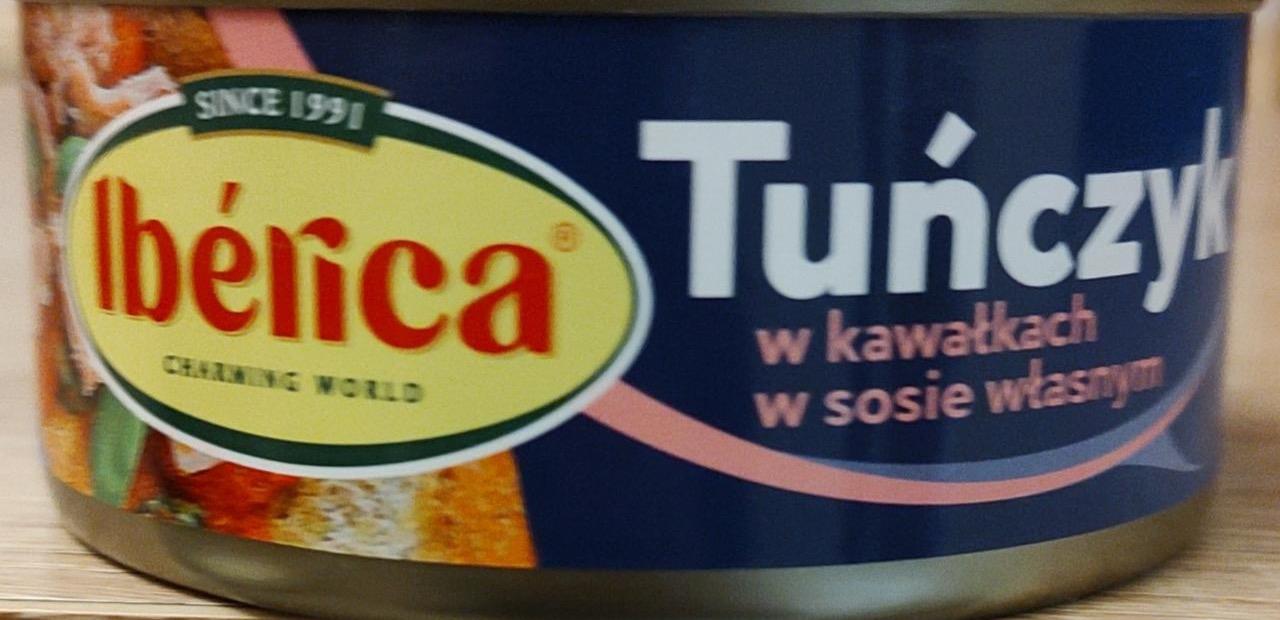 SINCE 1991
Ibérica®
CHARMING WORLD
Tuńczyk
w kawałkach
w sosie własnym